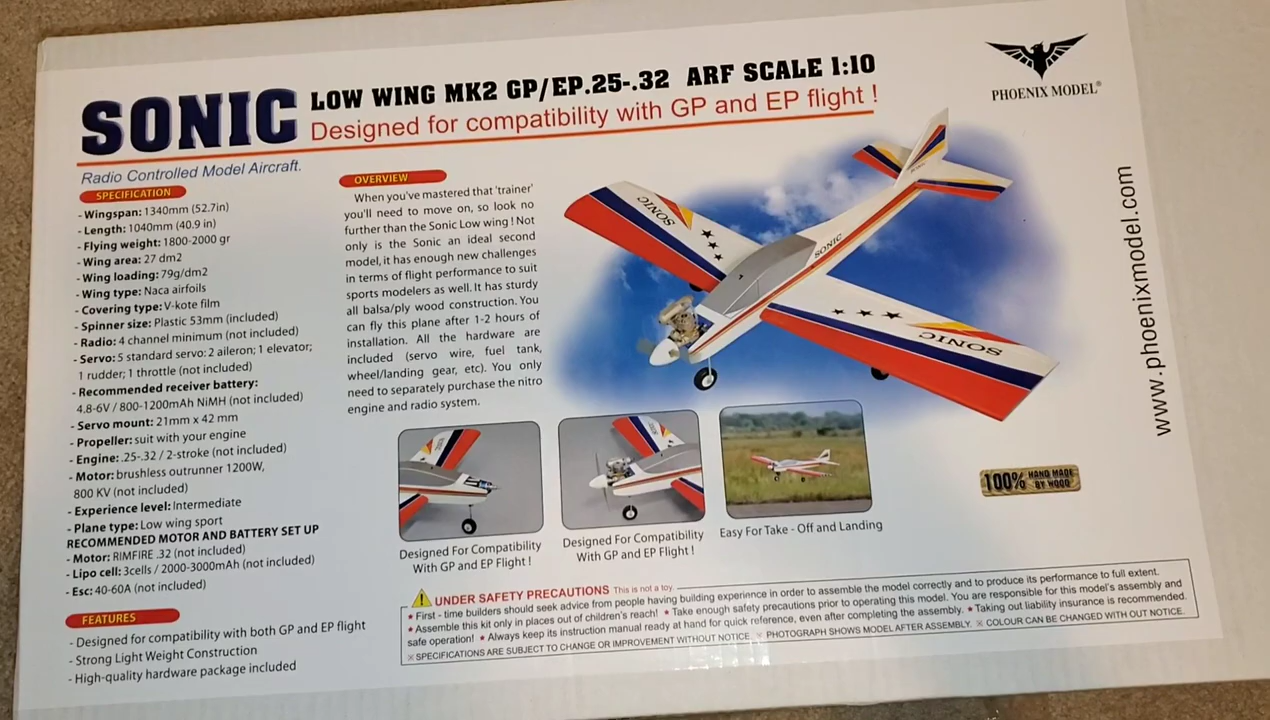 SONIC LOW WING MK2 GP/EP.25-.32 ARF SCALE 1:10
Designed for compatibility with GP and EP flight !
Radio Controlled Model Aircraft.
PHOENIX MODEL®
SPECIFICATION
- Wingspan: 1340mm (52.7in)
- Length: 1040mm (40.9 in)
- Flying weight: 1800-2000 gr
- Wing area: 27 dm2
- Wing loading: 79g/dm2
- Wing type: Naca airfoils
- Covering type: V-kote film
- Spinner size: Plastic 53mm (included)
- Radio: 4 channel minimum (not included)
- Servo: 5 standard servo: 2 aileron; 1 elevator;
1 rudder; 1 throttle (not included)
- Recommended receiver battery:
4.8-6V / 800-1200mAh NiMH (not included)
- Servo mount: 21mm x 42 mm
- Propeller: suit with your engine
- Engine: .25-.32 / 2-stroke (not included)
- Motor: brushless outrunner 1200W,
800 KV (not included)
- Experience level: Intermediate
- Plane type: Low wing sport
RECOMMENDED MOTOR AND BATTERY SET UP
- Motor: RIMFIRE .32 (not included)
- Lipo cell: 3cells / 2000-3000mAh (not included)
- Esc: 40-60A (not included)
FEATURES
- Designed for compatibility with both GP and EP flight
- Strong Light Weight Construction
- High-quality hardware package included
OVERVIEW
When you've mastered that 'trainer'
you'll need to move on, so look no
further than the Sonic Low wing ! Not
only is the Sonic an ideal second
model, it has enough new challenges
in terms of flight performance to suit
sports modelers as well. It has sturdy
all balsa/ply wood construction. You
can fly this plane after 1-2 hours of
installation. All the hardware are
included (servo wire, fuel tank,
wheel/landing gear, etc). You only
need to separately purchase the nitro
engine and radio system.
SONIC
SONIC
SONIC
SONIC
www.phoenixmodel.com
100% HAND MADE
BY WOOD
Designed For Compatibility
With GP and EP Flight !
Designed For Compatibility
With GP and EP Flight !
Easy For Take - Off and Landing
UNDER SAFETY PRECAUTIONS This is not a toy
★ First - time builders should seek advice from people having building experience in order to assemble the model correctly and to produce its performance to full extent.
★ Assemble this kit only in places out of children's reach! ★ Take enough safety precautions prior to operating this model. You are responsible for this model's assembly and
safe operation! ★ Always keep its instruction manual ready at hand for quick reference, even after completing the assembly. ★ Taking out liability insurance is recommended.
※ SPECIFICATIONS ARE SUBJECT TO CHANGE OR IMPROVEMENT WITHOUT NOTICE. ※ PHOTOGRAPH SHOWS MODEL AFTER ASSEMBLY. ※ COLOUR CAN BE CHANGED WITH OUT NOTICE.